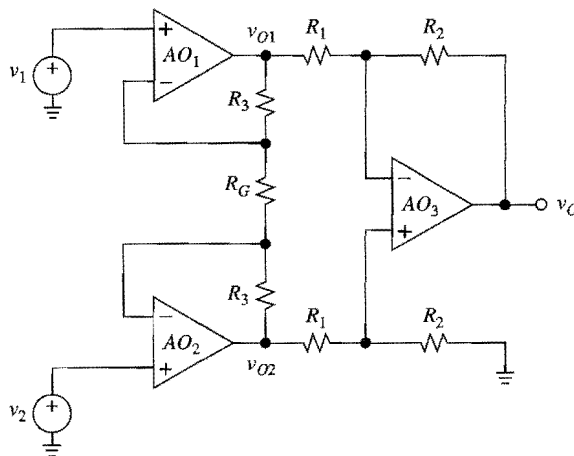 +
v1
+
AO1
−
vO1
R1
R2
R3
RG
−
AO3
+
vO
R3
−
AO2
+
vO2
R1
R2
+
v2